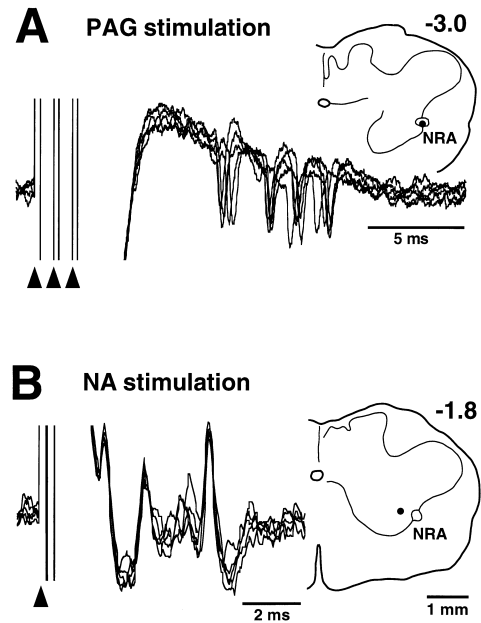 A
PAG stimulation
-3.0
NRA
5 ms
B
NA stimulation
-1.8
NRA
2 ms
1 mm